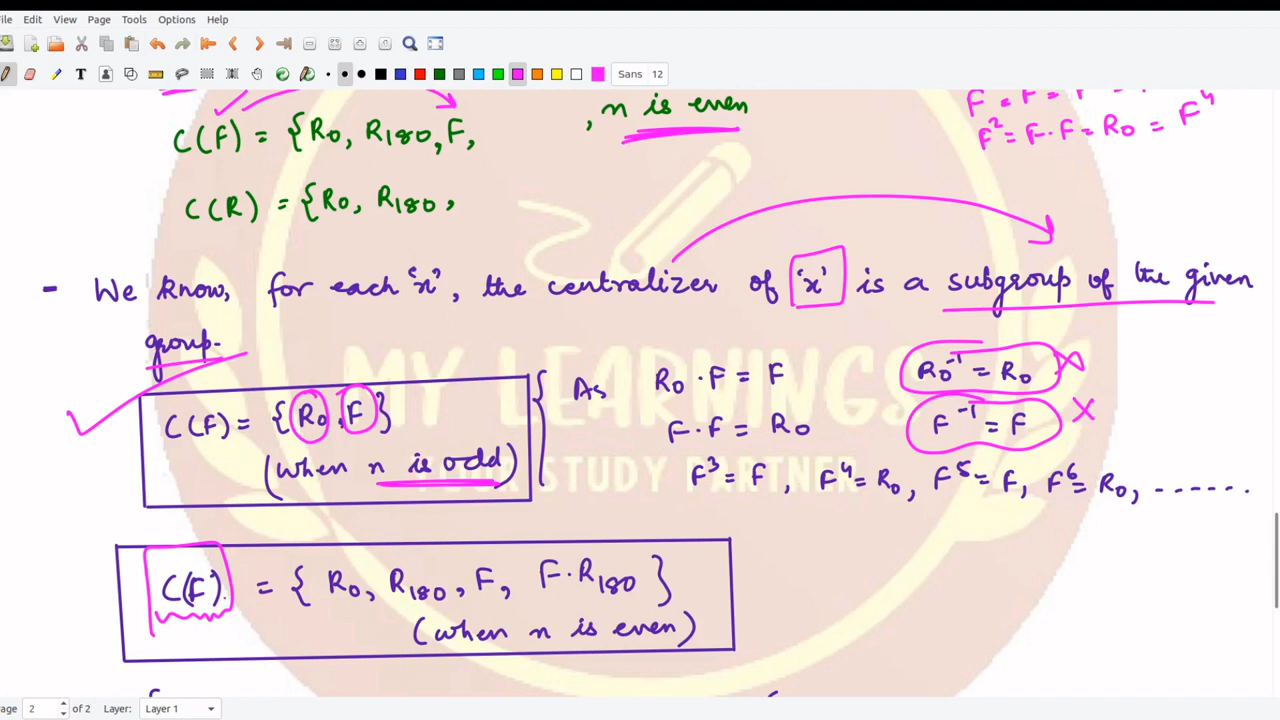 File Edit View Page Tools Options Help
Sans 12
, n is even
C(F) = {R0, R180, F,
F² = F·F = R0 = F⁴
C(R) = {R0, R180,
- We know, for each 'x', the centralizer of 'x' is a subgroup of the given
group.
As R0·F = F R0⁻¹ = R0
C(F) = {R0, F}
F·F = R0 F⁻¹ = F
(when n is odd)
F³ = F, F⁴ = R0, F⁵ = F, F⁶ = R0, ------.
C(F) = {R0, R180, F, F·R180}
(when n is even)
MY LEARNINGS
YOUR STUDY PARTNER
Page 2 of 2 Layer: Layer 1